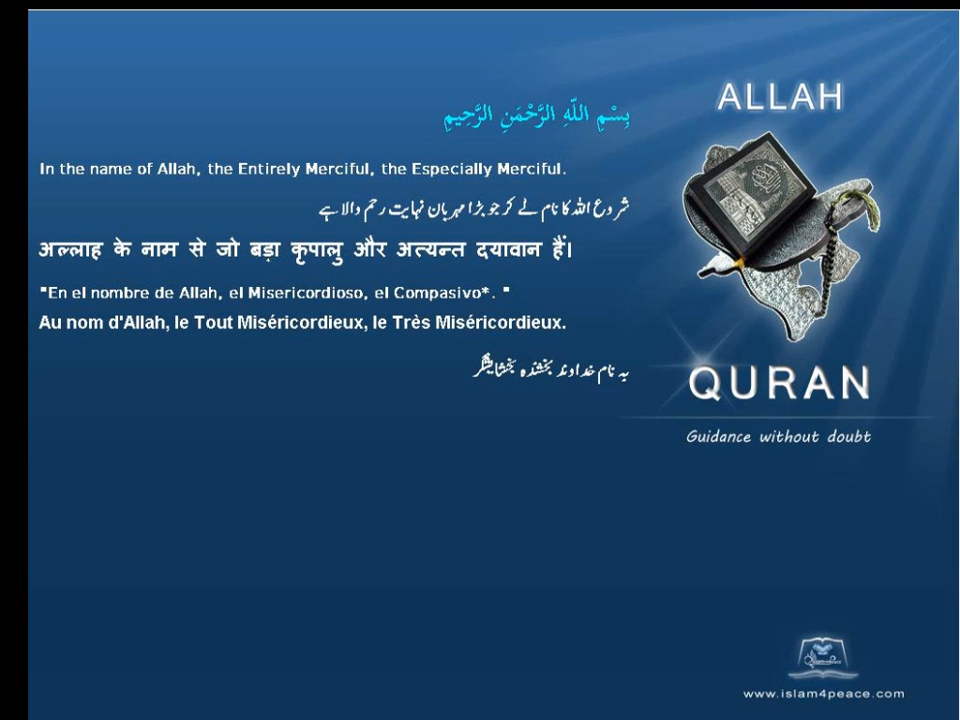 بِسْمِ اللّهِ الرَّحْمَنِ الرَّحِيمِ
In the name of Allah, the Entirely Merciful, the Especially Merciful.
شروع اللہ کا نام لے کر جو بڑا مہربان نہایت رحم والا ہے
अल्लाह के नाम से जो बड़ा कृपालु और अत्यन्त दयावान हैं।
"En el nombre de Allah, el Misericordioso, el Compasivo*. "
Au nom d'Allah, le Tout Miséricordieux, le Très Miséricordieux.
به نام خداوند بخشنده بخشایشگر
ALLAH
QURAN
Guidance without doubt
www.islam4peace.com